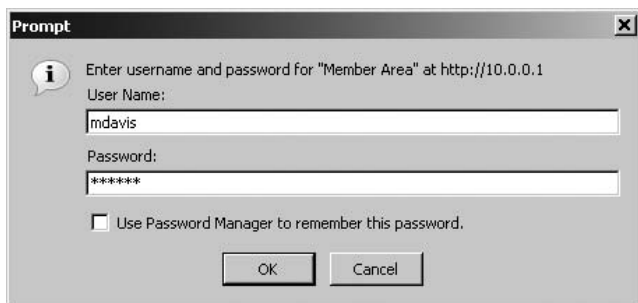 Prompt
Enter username and password for "Member Area" at http://10.0.0.1
User Name:
mdavis
Password:
******
Use Password Manager to remember this password.
OK
Cancel